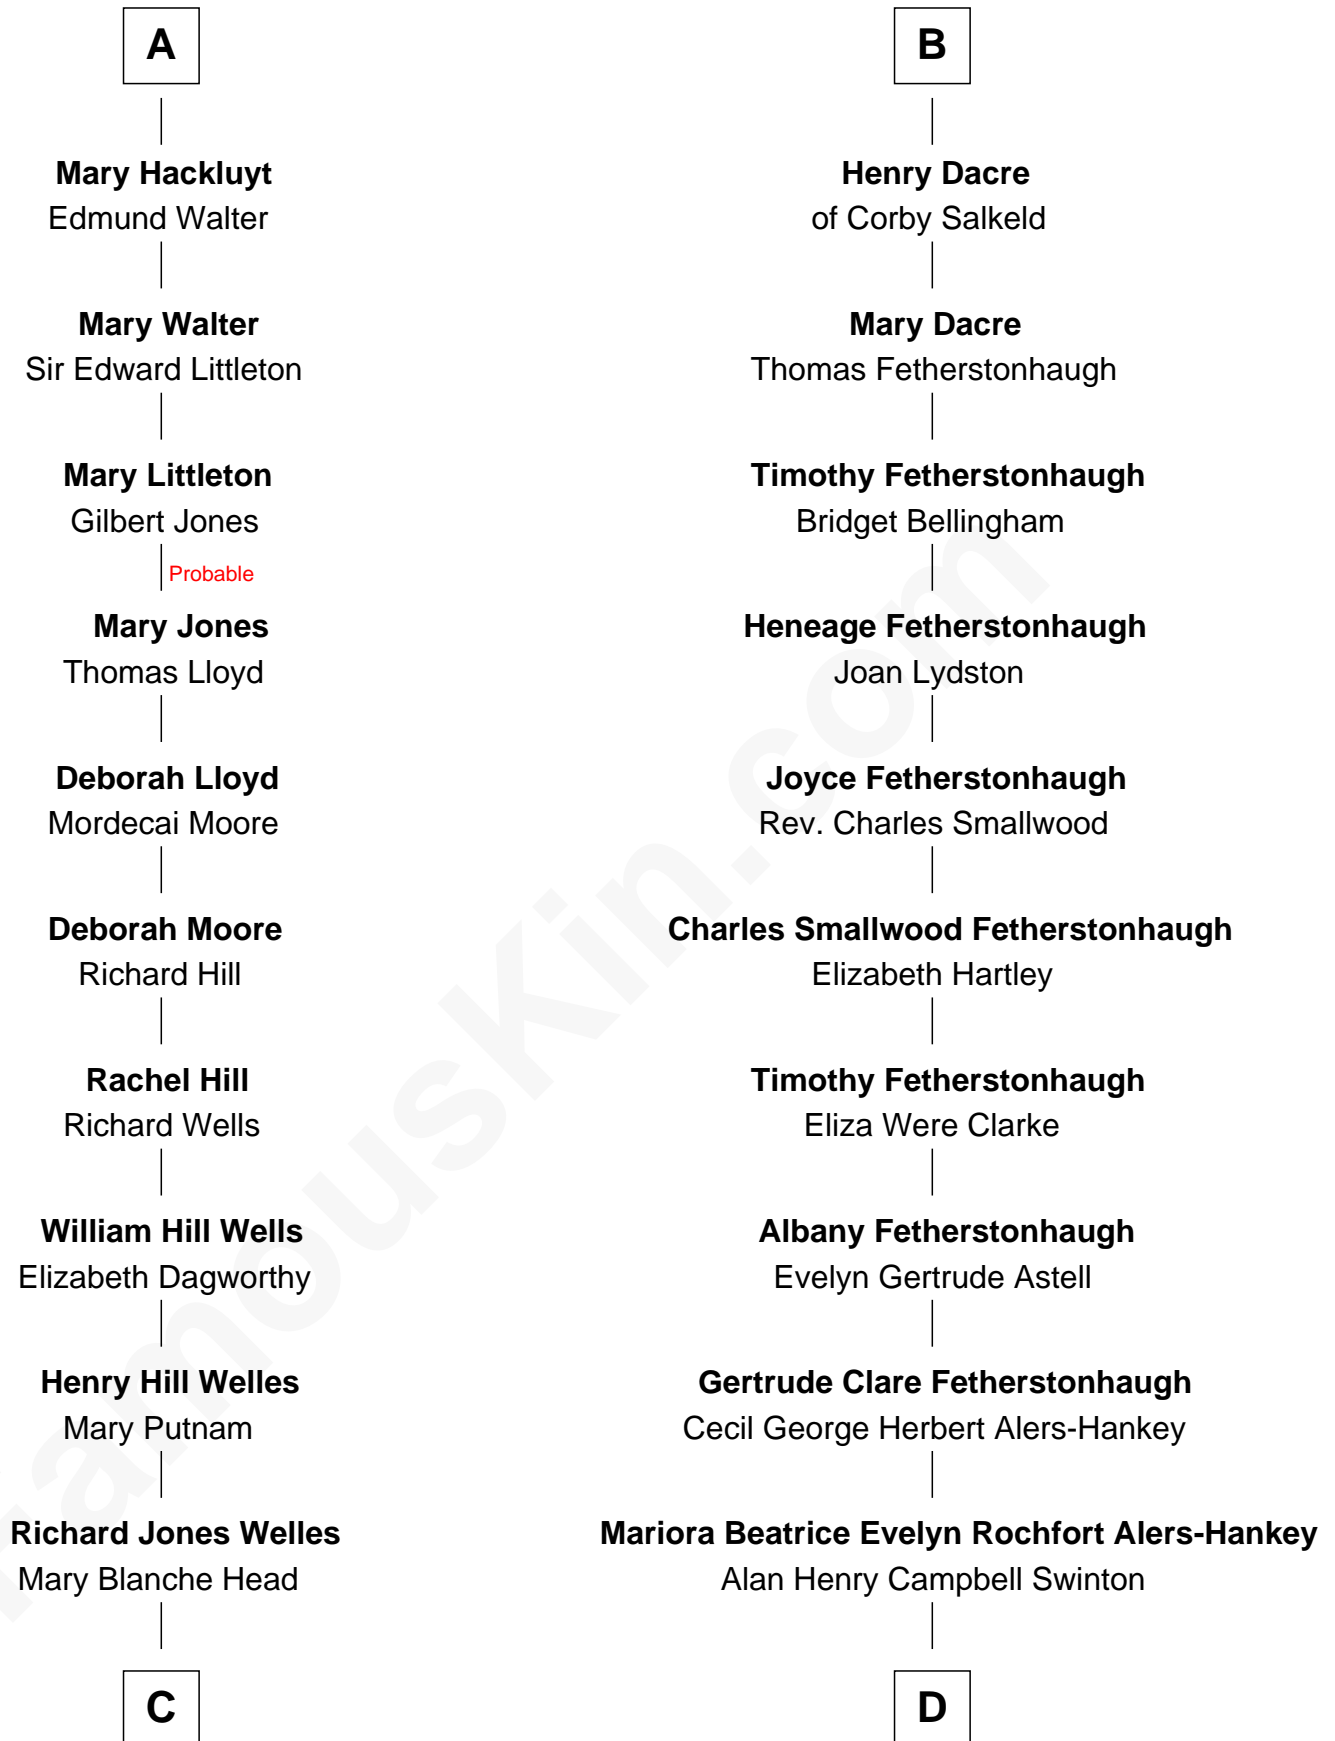 A
Mary Hackluyt
Edmund Walter
Mary Walter
Sir Edward Littleton
Mary Littleton
Gilbert Jones
Probable
Mary Jones
Thomas Lloyd
Deborah Lloyd
Mordecai Moore
Deborah Moore
Richard Hill
Rachel Hill
Richard Wells
William Hill Wells
Elizabeth Dagworthy
Henry Hill Welles
Mary Putnam
Richard Jones Welles
Mary Blanche Head
C
B
Henry Dacre
of Corby Salkeld
Mary Dacre
Thomas Fetherstonhaugh
Timothy Fetherstonhaugh
Bridget Bellingham
Heneage Fetherstonhaugh
Joan Lydston
Joyce Fetherstonhaugh
Rev. Charles Smallwood
Charles Smallwood Fetherstonhaugh
Elizabeth Hartley
Timothy Fetherstonhaugh
Eliza Were Clarke
Albany Fetherstonhaugh
Evelyn Gertrude Astell
Gertrude Clare Fetherstonhaugh
Cecil George Herbert Alers-Hankey
Mariora Beatrice Evelyn Rochfort Alers-Hankey
Alan Henry Campbell Swinton
D
FamousKin.com